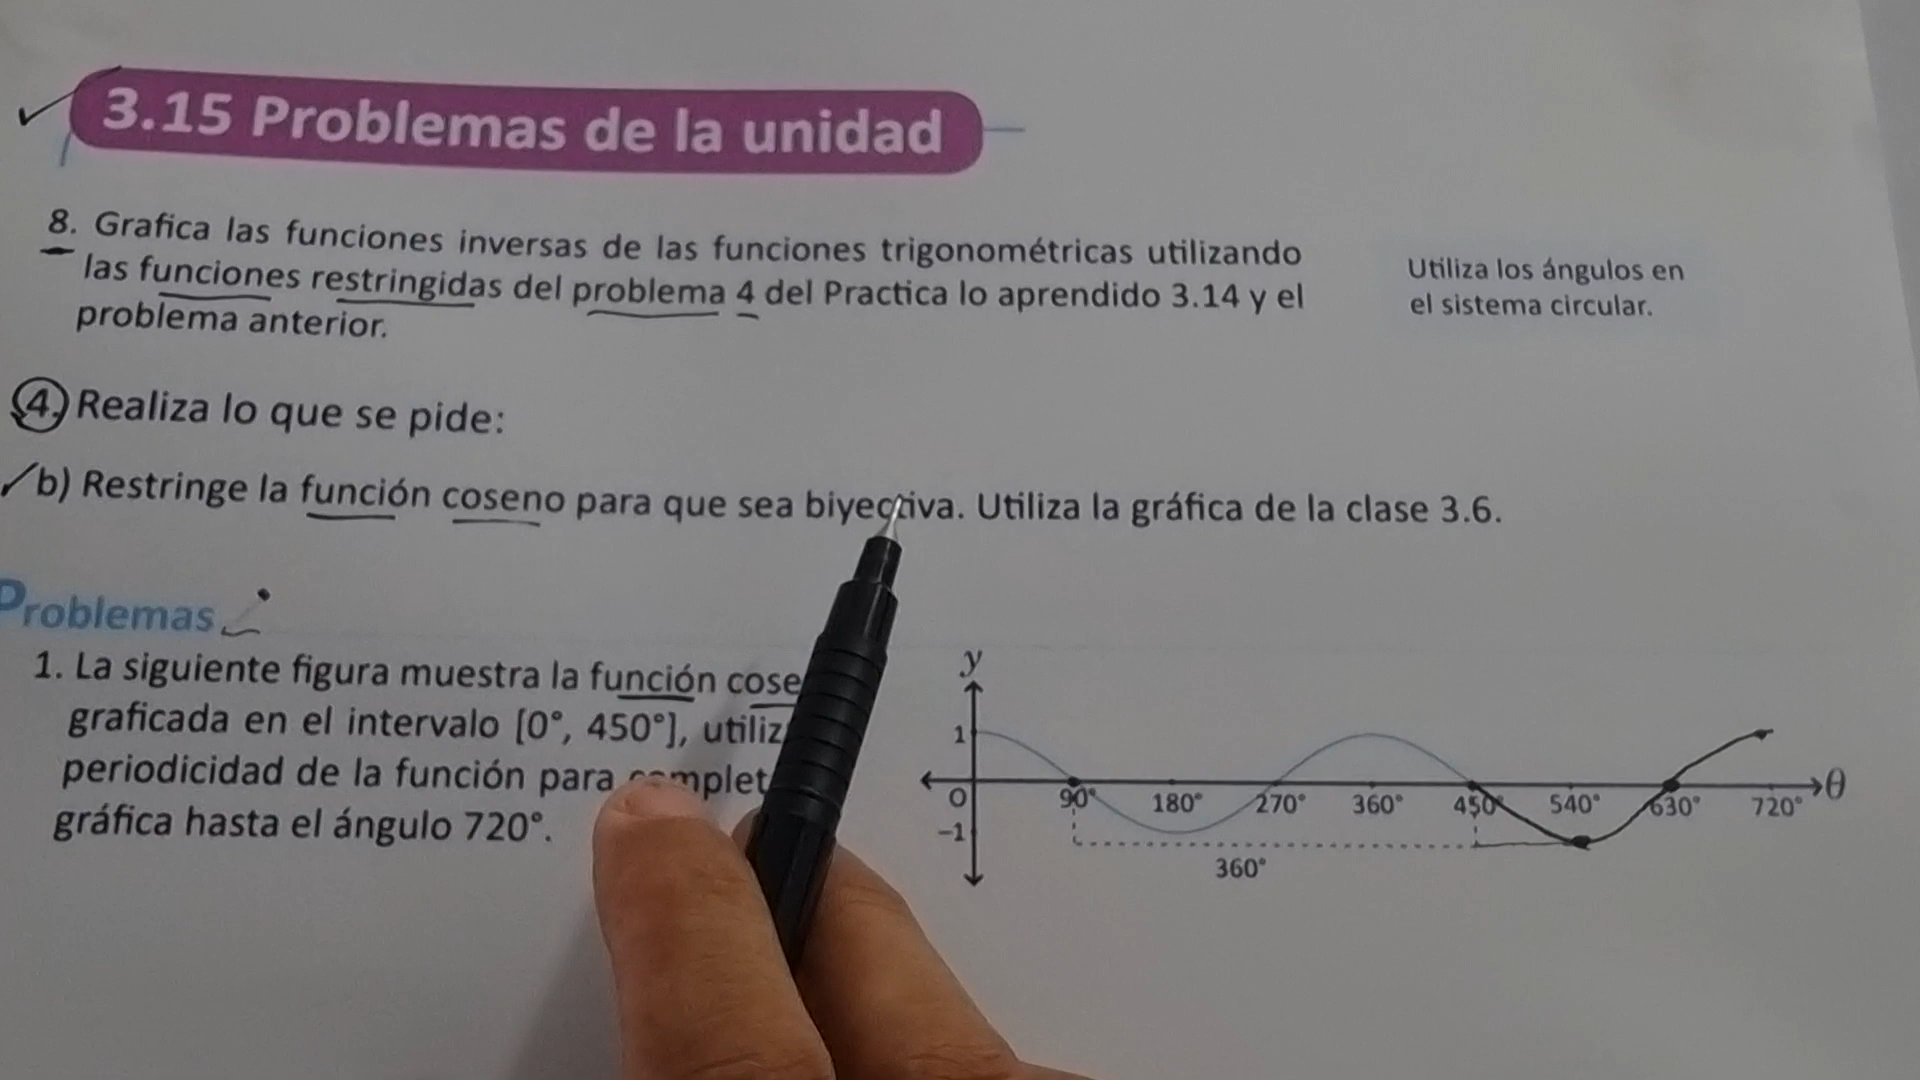 3.15 Problemas de la unidad
8. Grafica las funciones inversas de las funciones trigonométricas utilizando
las funciones restringidas del problema 4 del Practica lo aprendido 3.14 y el
problema anterior.
Utiliza los ángulos en
el sistema circular.
4. Realiza lo que se pide:
b) Restringe la función coseno para que sea biyectiva. Utiliza la gráfica de la clase 3.6.
Problemas
1. La siguiente figura muestra la función cose
graficada en el intervalo [0°, 450°], utiliz
periodicidad de la función para complet
gráfica hasta el ángulo 720°.
y
1
O 90° 180° 270° 360° 450° 540° 630° 720° θ
−1
360°